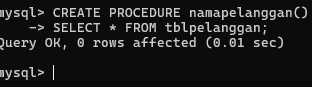 mysql> CREATE PROCEDURE namapelanggan()
    -> SELECT * FROM tblpelanggan;
Query OK, 0 rows affected (0.01 sec)
mysql>